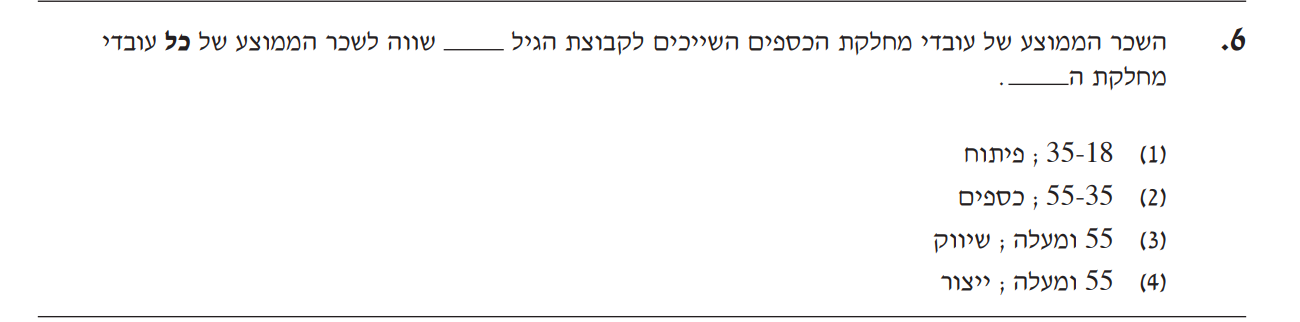 6. השכר הממוצע של עובדי מחלקת הכספים השייכים לקבוצת הגיל _____ שווה לשכר הממוצע של כל עובדי
מחלקת ה_____.
(1) 35-18 ; פיתוח
(2) 55-35 ; כספים
(3) 55 ומעלה ; שיווק
(4) 55 ומעלה ; ייצור